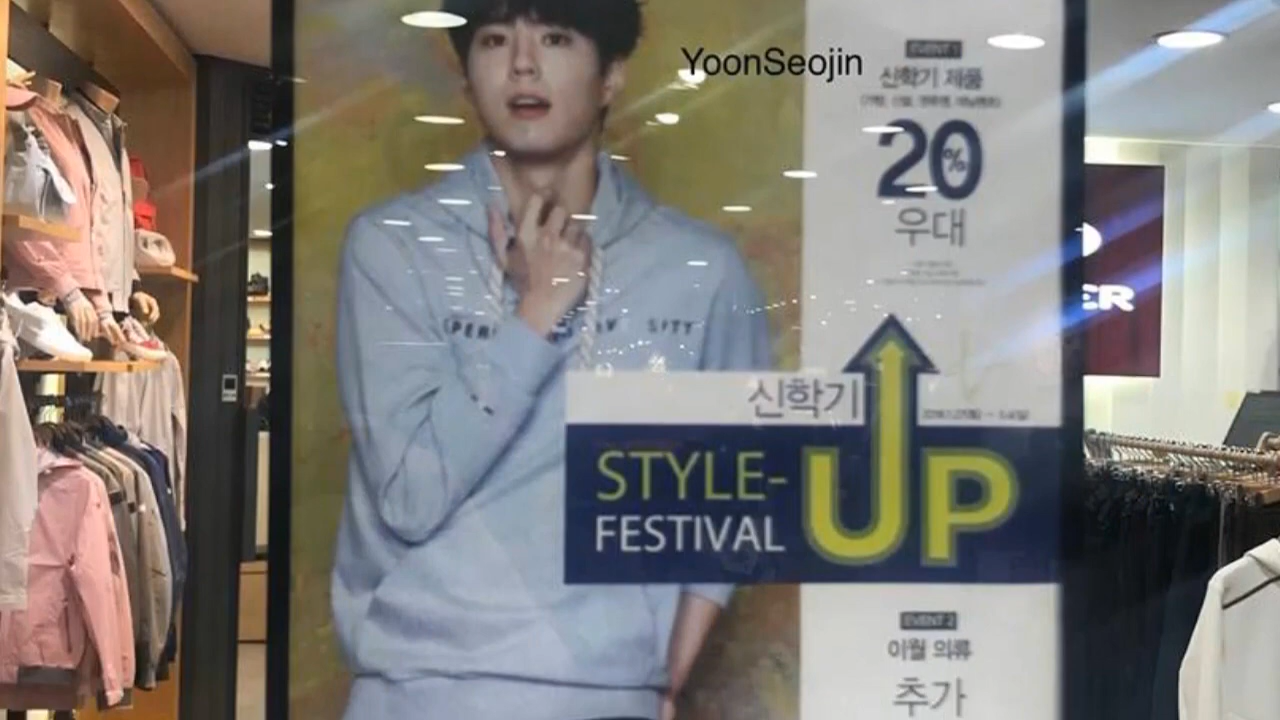 YoonSeojin
EVENT 1
신학기 제품
20%
우대
ER
신학기
STYLE-UP
FESTIVAL
EVENT 2
이월 의류
추가